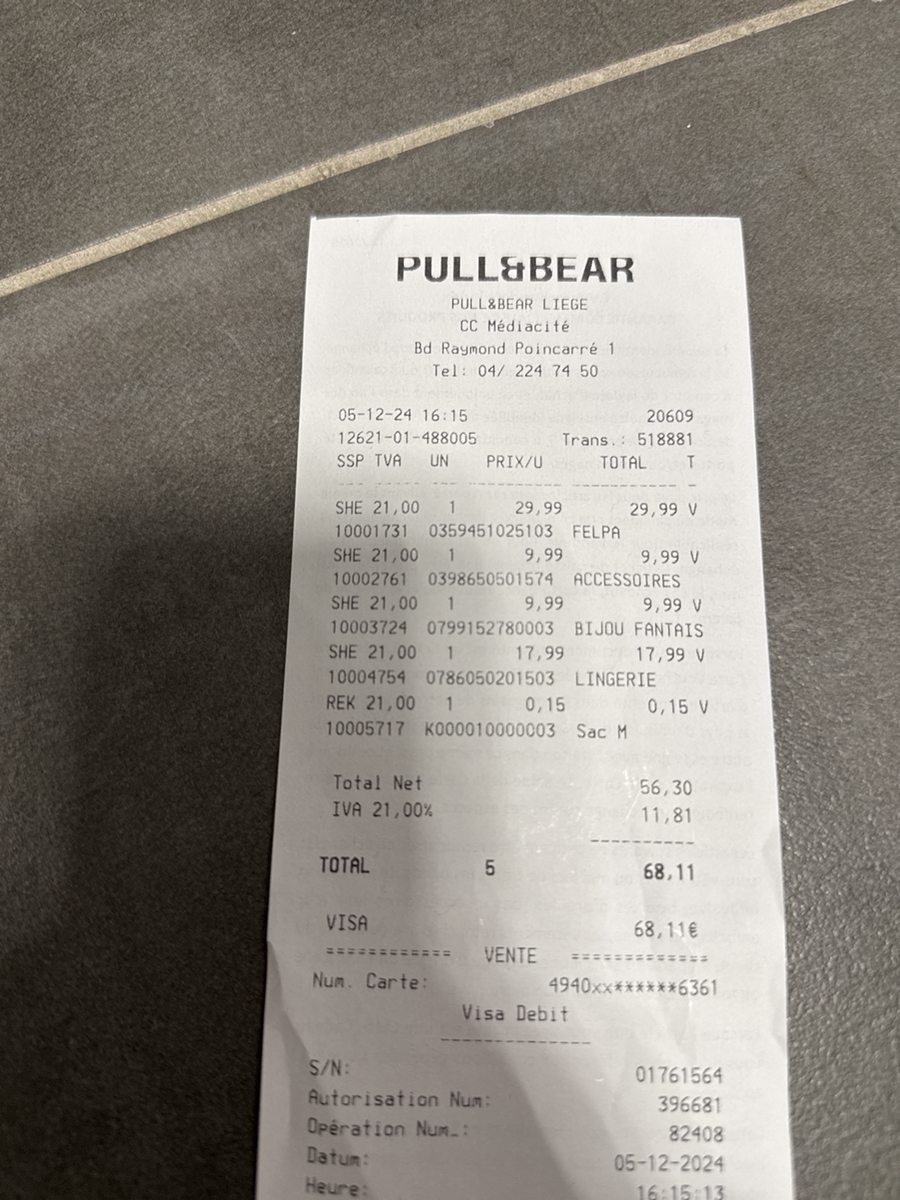 PULL&BEAR
PULL&BEAR LIEGE
CC Médiacité
Bd Raymond Poincarré 1
Tel: 04/ 224 74 50
05-12-24 16:15 20609
12621-01-488005 Trans.: 518881
SSP TVA UN PRIX/U TOTAL T
--- ----- --- ---------- ----------- -
SHE 21,00 1 29,99 29,99 V
10001731 0359451025103 FELPA
SHE 21,00 1 9,99 9,99 V
10002761 0398650501574 ACCESSOIRES
SHE 21,00 1 9,99 9,99 V
10003724 0799152780003 BIJOU FANTAIS
SHE 21,00 1 17,99 17,99 V
10004754 0786050201503 LINGERIE
REK 21,00 1 0,15 0,15 V
10005717 K000010000003 Sac M
Total Net 56,30
IVA 21,00% 11,81
----------
TOTAL 5 68,11
VISA 68,11€
============ VENTE =============
Num. Carte: 4940xx******6361
Visa Debit
--------------
S/N: 01761564
Autorisation Num: 396681
Opération Num_: 82408
Datum: 05-12-2024
Heure: 16:15:13